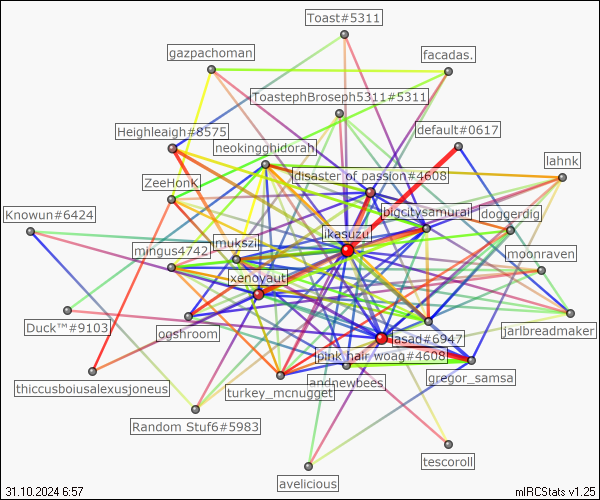 Toast#5311
gazpachoman
facadas.
ToastephBroseph5311#5311
Heighleaigh#8575
default#0617
neokingghidorah
lahnk
disaster of passion#4608
ZeeHonK
Knowun#6424
bigcitysamurai
doggerdig
ikasuzu
mukszil
mingus4742
moonraven
xenoyaut
Duck™#9103
ogshroom
jarlbreadmaker
asad#6947
pink hair woag#4608
gregor_samsa
thiccusboiusalexusjoneus
andnewbees
turkey_mcnugget
Random Stuf6#5983
tescoroll
avelicious
31.10.2024 6:57
mIRCStats v1.25